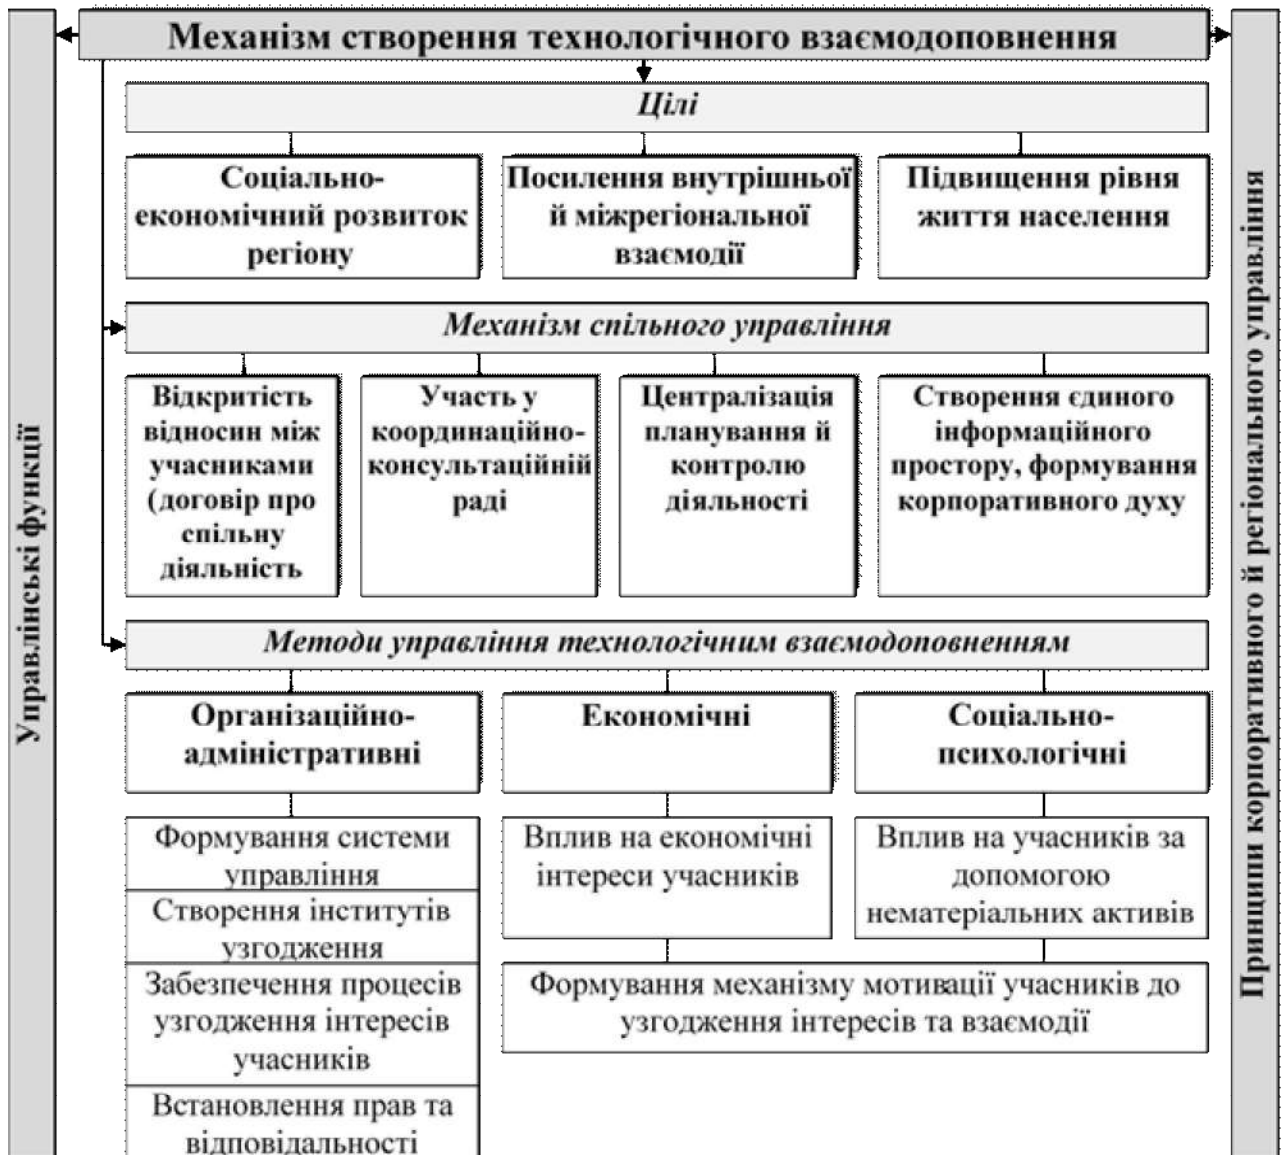 Механізм створення технологічного взаємодоповнення
Цілі
Соціально-
економічний розвиток
регіону
Посилення внутрішньої
й міжрегіональної
взаємодії
Підвищення рівня
життя населення
Механізм спільного управління
Відкритість
відносин між
учасниками
(договір про
спільну
діяльність
Участь у
координаційно-
консультаційній
раді
Централізація
планування й
контролю
діяльності
Створення єдиного
інформаційного
простору, формування
корпоративного духу
Методи управління технологічним взаємодоповненням
Організаційно-
адміністративні
Економічні
Соціально-
психологічні
Формування системи
управління
Створення інститутів
узгодження
Забезпечення процесів
узгодження інтересів
учасників
Встановлення прав та
відповідальності
Вплив на економічні
інтереси учасників
Вплив на учасників за
допомогою
нематеріальних активів
Формування механізму мотивації учасників до
узгодження інтересів та взаємодії
Управлінські функції
Принципи корпоративного й регіонального управління